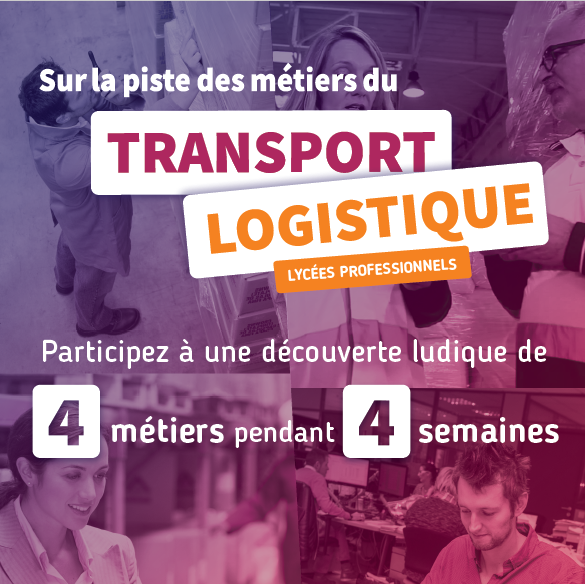 Sur la piste des métiers du
TRANSPORT
LOGISTIQUE
LYCÉES PROFESSIONNELS
Participez à une découverte ludique de
4 métiers pendant 4 semaines